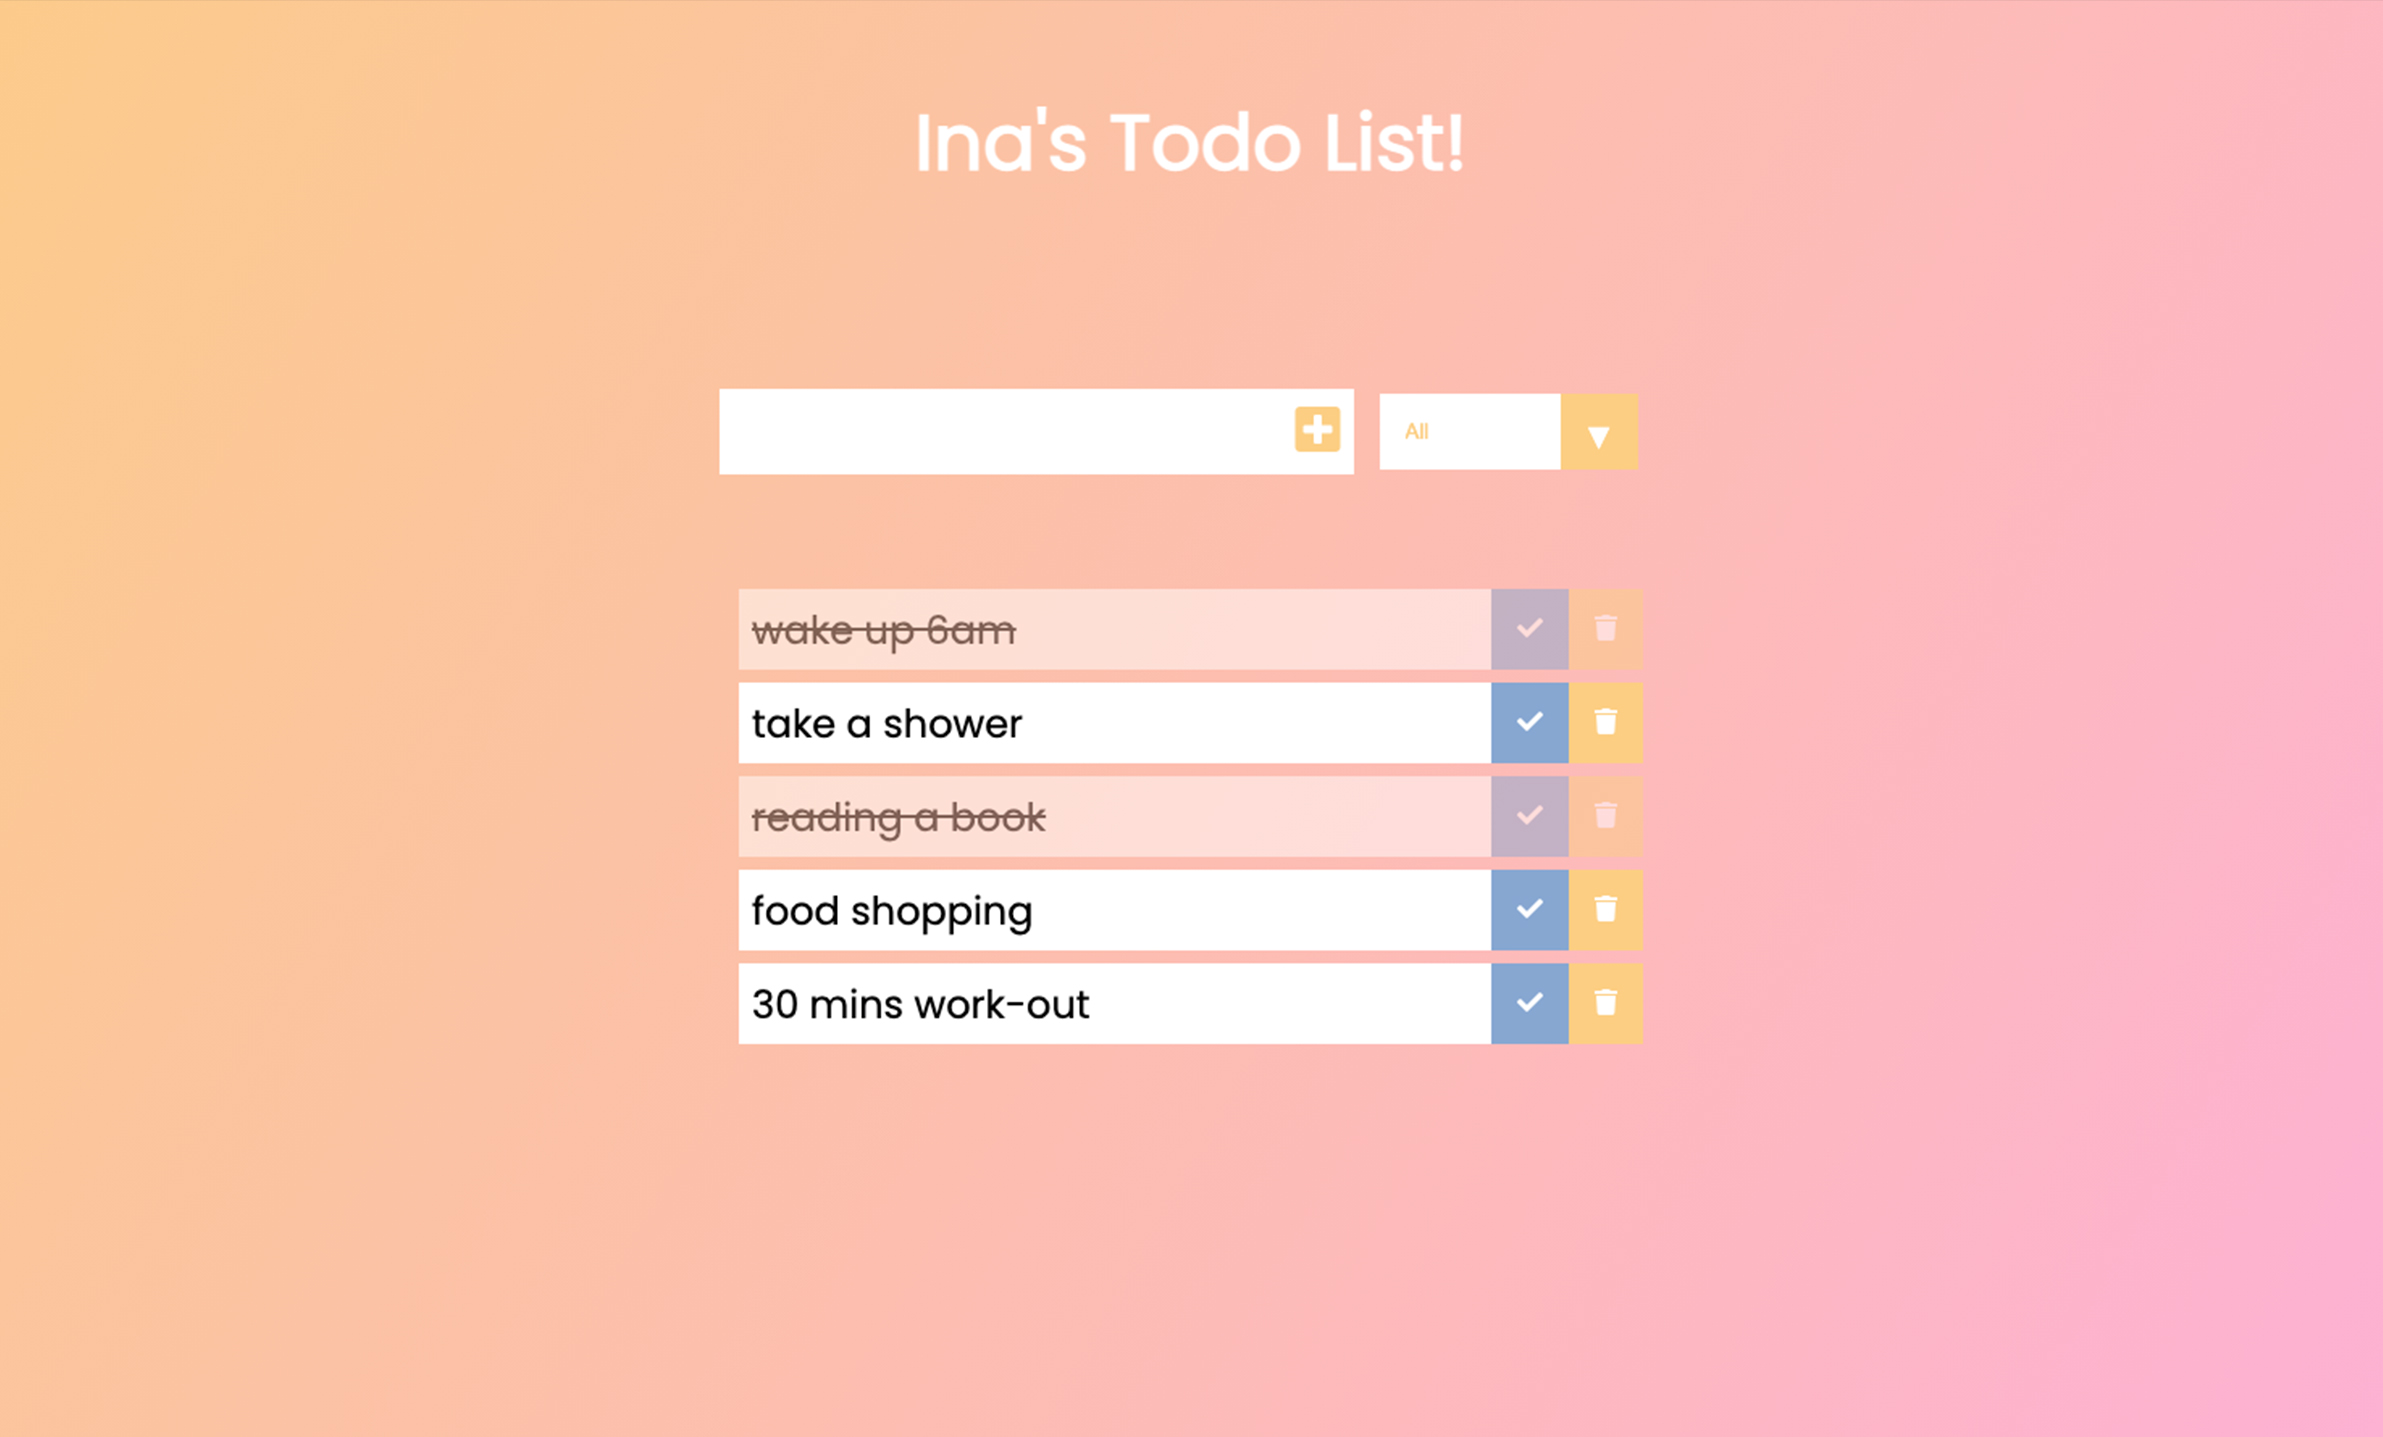 Ina's Todo List!
All
wake up 6am
take a shower
reading a book
food shopping
30 mins work-out